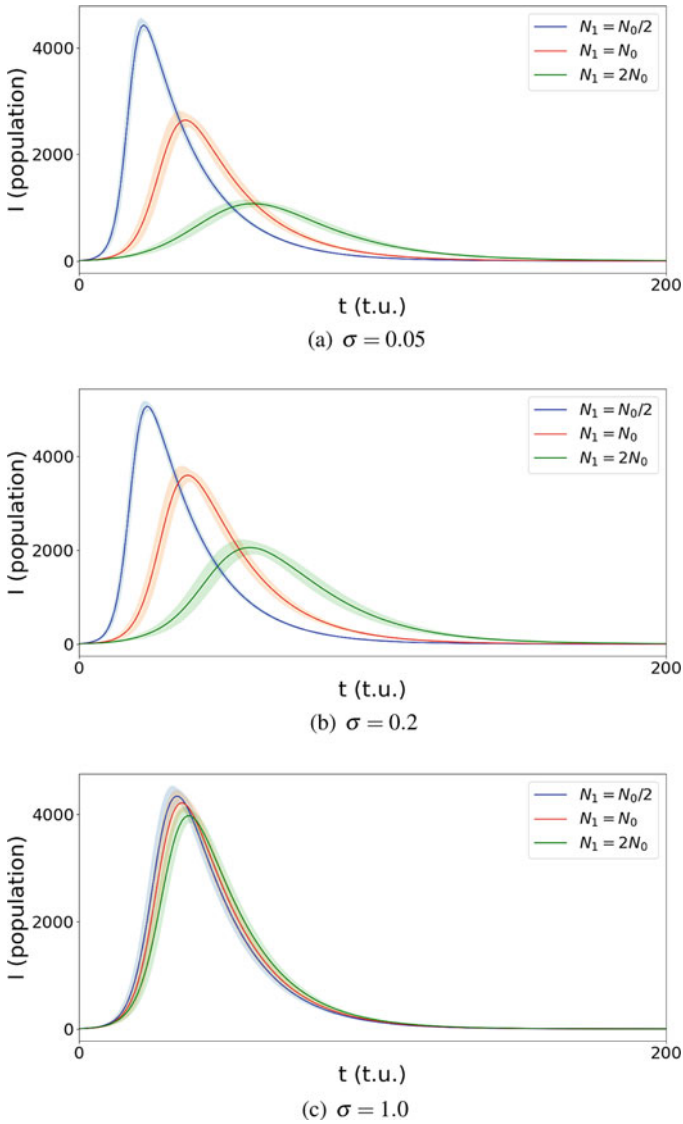 4000
2000
0
I (population)
N₁ = N₀/2
N₁ = N₀
N₁ = 2N₀
0
200
t (t.u.)
(a) σ = 0.05
4000
2000
0
I (population)
N₁ = N₀/2
N₁ = N₀
N₁ = 2N₀
0
200
t (t.u.)
(b) σ = 0.2
4000
2000
0
I (population)
N₁ = N₀/2
N₁ = N₀
N₁ = 2N₀
0
200
t (t.u.)
(c) σ = 1.0